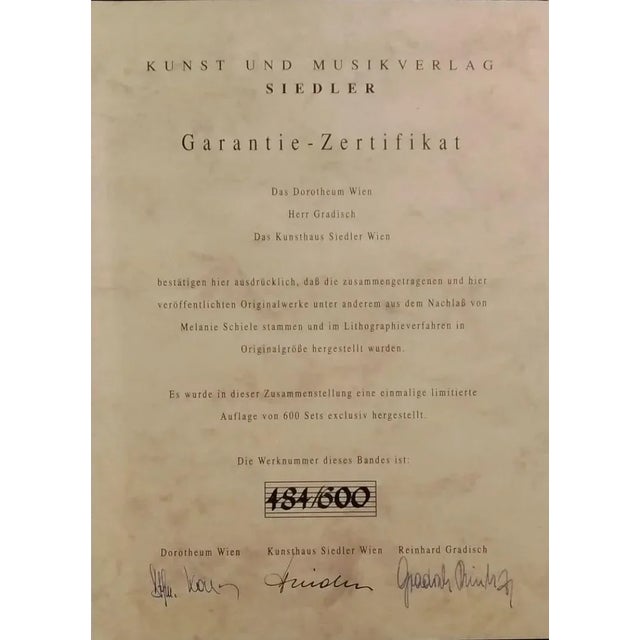 KUNST UND MUSIKVERLAG
SIEDLER
Garantie-Zertifikat
Das Dorotheum Wien
Herr Gradisch
Das Kunsthaus Siedler Wien
bestätigen hier ausdrücklich, daß die zusammengetragenen und hier
veröffentlichten Originalwerke unter anderem aus dem Nachlaß von
Melanie Schiele stammen und im Lithographieverfahren in
Originalgröße hergestellt wurden.
Es wurde in dieser Zusammenstellung eine einmalige limitierte
Auflage von 600 Sets exclusiv hergestellt.
Die Werknummer dieses Bandes ist:
484/600
Dorotheum Wien Kunsthaus Siedler Wien Reinhard Gradisch